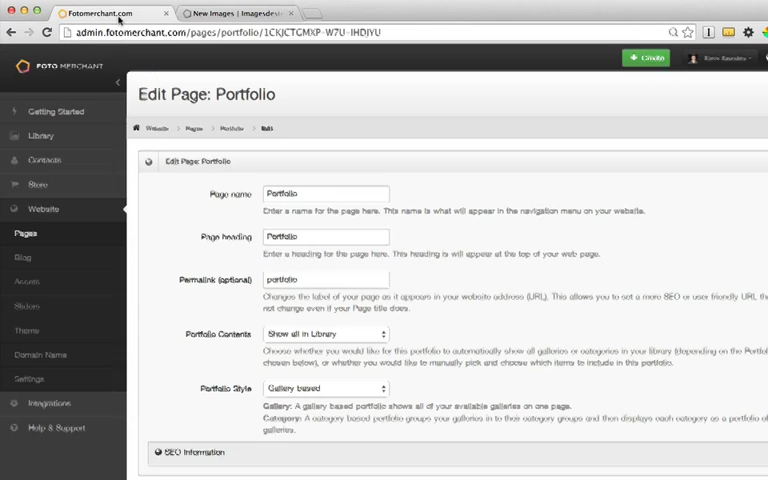 Fotomerchant.com
New Images | Imagesdes
admin.fotomerchant.com/pages/portfolio/1CKJCTGMXP-W7U-IHDJYU
FOTO MERCHANT
+ Create
Edit Page: Portfolio
Getting Started
Library
Contacts
Store
Website
Pages
Blog
Assets
Sliders
Theme
Domain Name
Settings
Integrations
Help & Support
Website > Pages > Portfolio > Edit
Edit Page: Portfolio
Page name Portfolio
Enter a name for the page here. This name is what will appear in the navigation menu on your website.
Page heading Portfolio
Enter a heading for the page here. This heading is will appear at the top of your web page.
Permalink (optional) portfolio
Changes the label of your page as it appears in your website address (URL). This allows you to set a more SEO or user friendly URL that
not change even if your Page title does.
Portfolio Contents Show all in Library
Choose whether you would like for this portfolio to automatically show all galleries or categories in your library (depending on the Portfo
chosen below), or whether you would like to manually pick and choose which items to include in this portfolio.
Portfolio Style Gallery based
Gallery: A gallery based portfolio shows all of your available galleries on one page.
Category: A category based portfolio groups your galleries in to their category groups and then displays each category as a portfolio of
galleries.
SEO Information